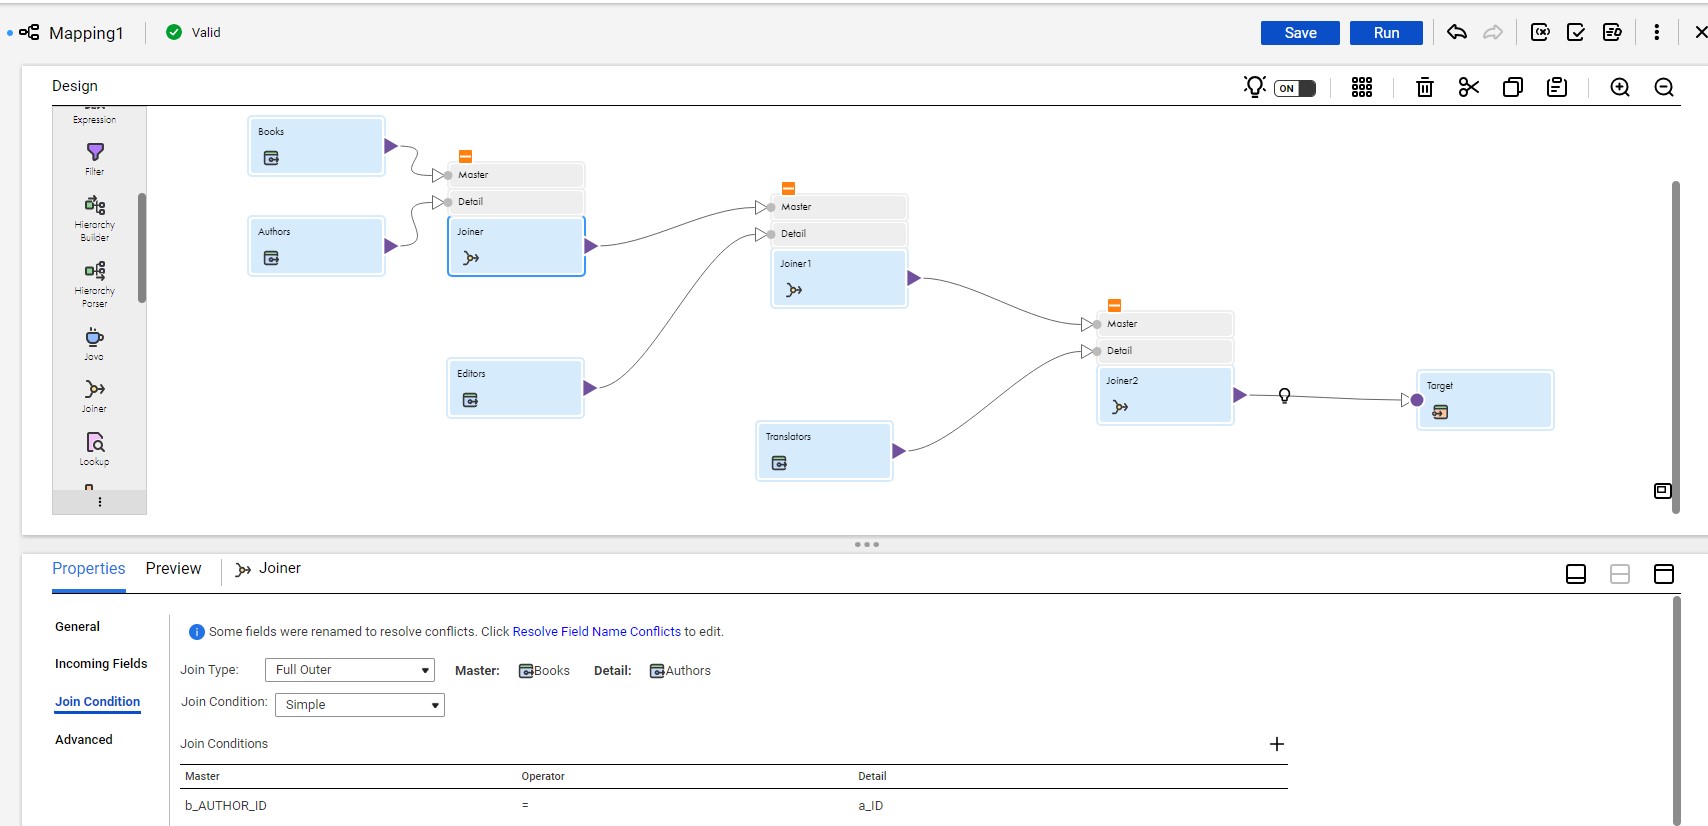 Mapping1
Valid
Save
Run
Design
ON
Expression
Filter
Hierarchy
Builder
Hierarchy
Parser
Java
Joiner
Lookup
Books
Master
Detail
Authors
Joiner
Master
Detail
Joiner1
Master
Detail
Editors
Joiner2
Target
Translators
Properties
Preview
Joiner
General
Some fields were renamed to resolve conflicts. Click Resolve Field Name Conflicts to edit.
Incoming Fields
Join Type:
Full Outer
Master:
Books
Detail:
Authors
Join Condition
Join Condition:
Simple
Advanced
Join Conditions
Master
Operator
Detail
b_AUTHOR_ID
=
a_ID